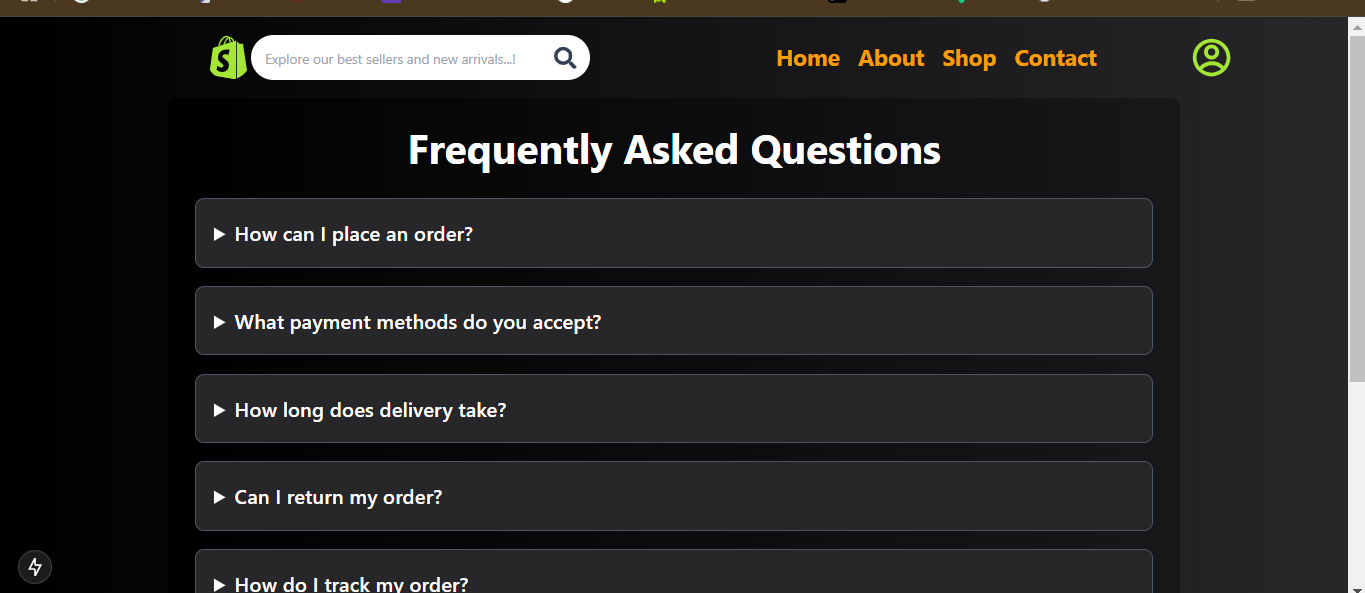 Explore our best sellers and new arrivals...!
Home About Shop Contact
Frequently Asked Questions
How can I place an order?
What payment methods do you accept?
How long does delivery take?
Can I return my order?
How do I track my order?